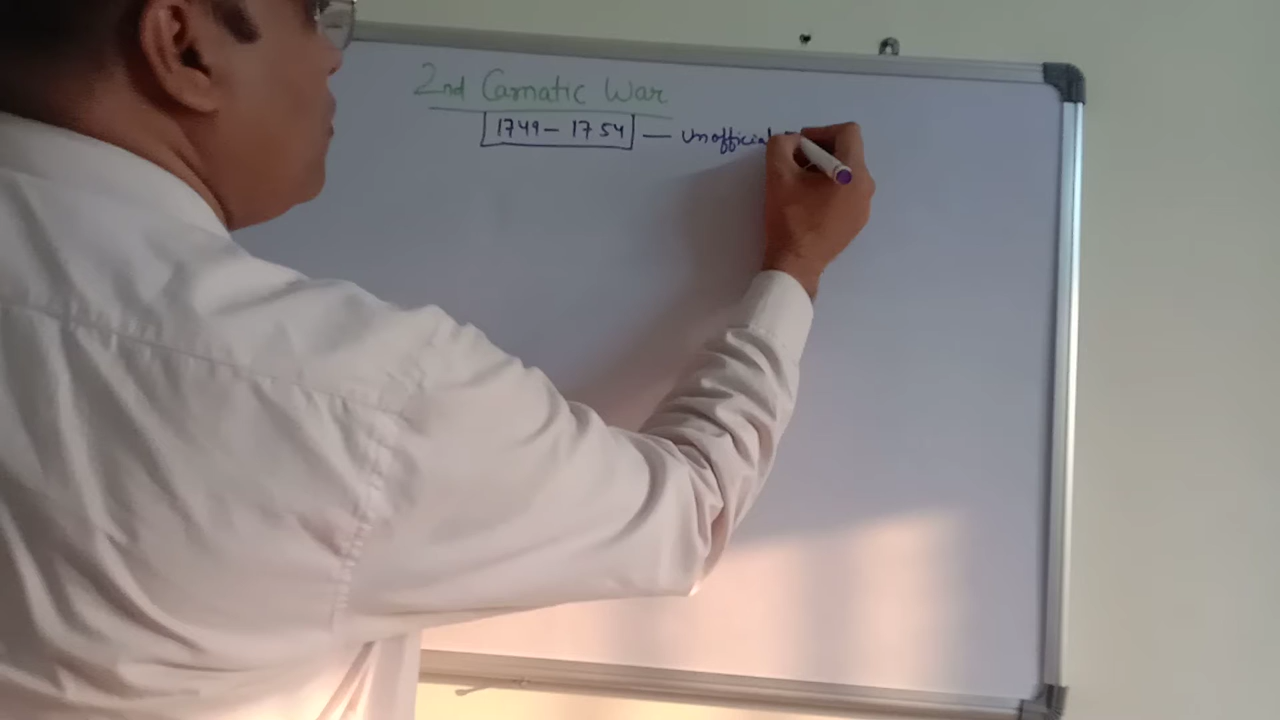 2nd Carnatic War
1749 - 1754 — Unofficial